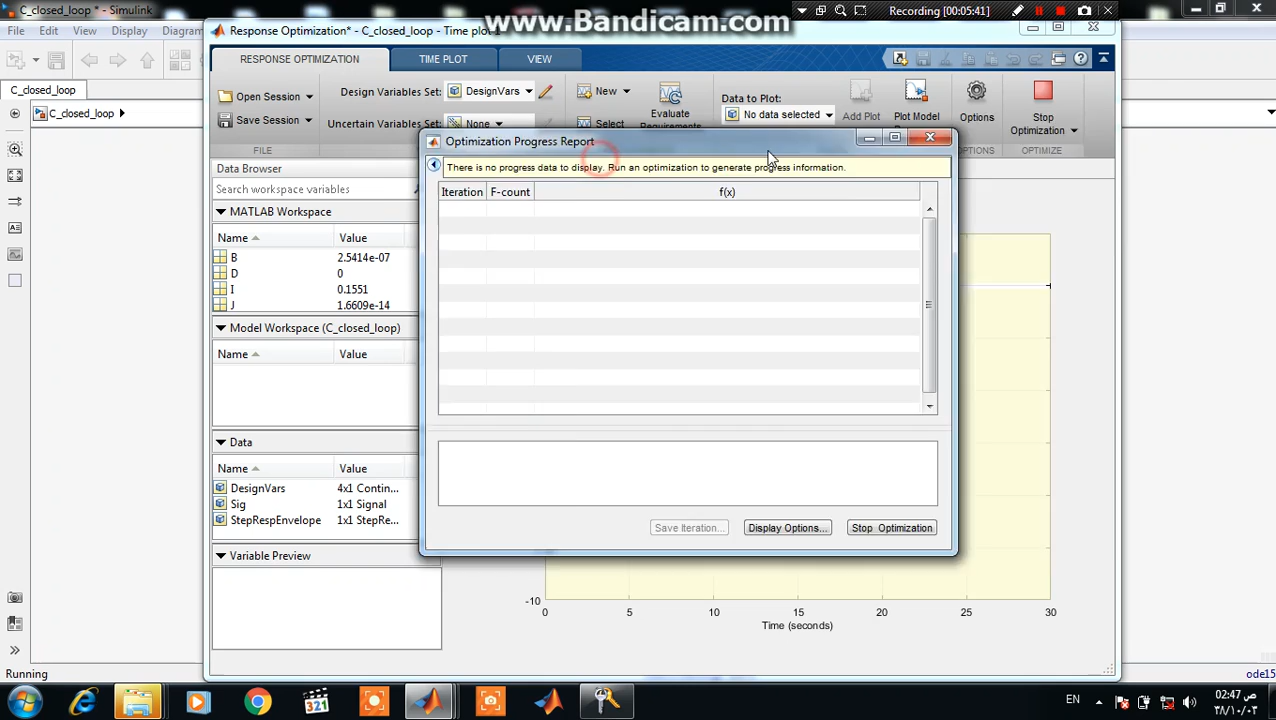 C_closed_loop * - Simulink
www.Bandicam.com
Recording [00:05:41]
File Edit View Display Diagram
Response Optimization* - C_closed_loop - Time plot
RESPONSE OPTIMIZATION TIME PLOT VIEW
C_closed_loop
C_closed_loop
Open Session
Save Session
FILE
Design Variables Set: DesignVars
Uncertain Variables Set: None
New
Select
Evaluate
Requirements
Data to Plot:
No data selected
Add Plot
Plot Model
Options
OPTIONS
Stop
Optimization
OPTIMIZE
Data Browser
Search workspace variables
MATLAB Workspace
Name Value
B 2.5414e-07
D 0
I 0.1551
J 1.6609e-14
Model Workspace (C_closed_loop)
Name Value
Data
Name Value
DesignVars 4x1 Contin...
Sig 1x1 Signal
StepRespEnvelope 1x1 StepRe...
Variable Preview
Optimization Progress Report
There is no progress data to display. Run an optimization to generate progress information.
Iteration F-count f(x)
Save Iteration... Display Options... Stop Optimization
-10
0 5 10 15 20 25 30
Time (seconds)
Running
ode15
EN
02:47 ص
٣٨/١٠/٠٣